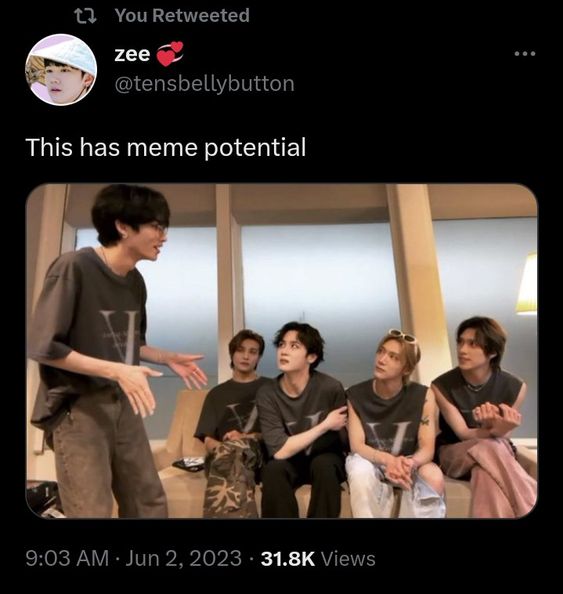 You Retweeted
zee 💞
@tensbellybutton
This has meme potential
V
V
V
V
9:03 AM · Jun 2, 2023 · 31.8K Views